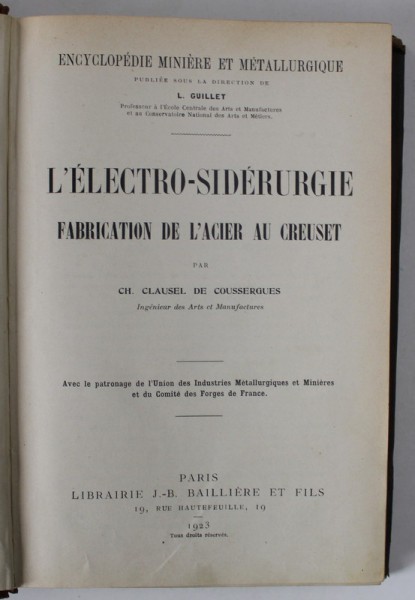 ENCYCLOPÉDIE MINIÈRE ET MÉTALLURGIQUE
PUBLIÉE SOUS LA DIRECTION DE
L. GUILLET
Professeur à l'École Centrale des Arts et Manufactures
et au Conservatoire National des Arts et Métiers.
L'ÉLECTRO-SIDÉRURGIE
FABRICATION DE L'ACIER AU CREUSET
PAR
CH. CLAUSEL DE COUSSERGUES
Ingénieur des Arts et Manufactures
Avec le patronage de l'Union des Industries Métallurgiques et Minières
et du Comité des Forges de France.
PARIS
LIBRAIRIE J.-B. BAILLIÈRE ET FILS
19, RUE HAUTEFEUILLE, 19
1923
Tous droits réservés.